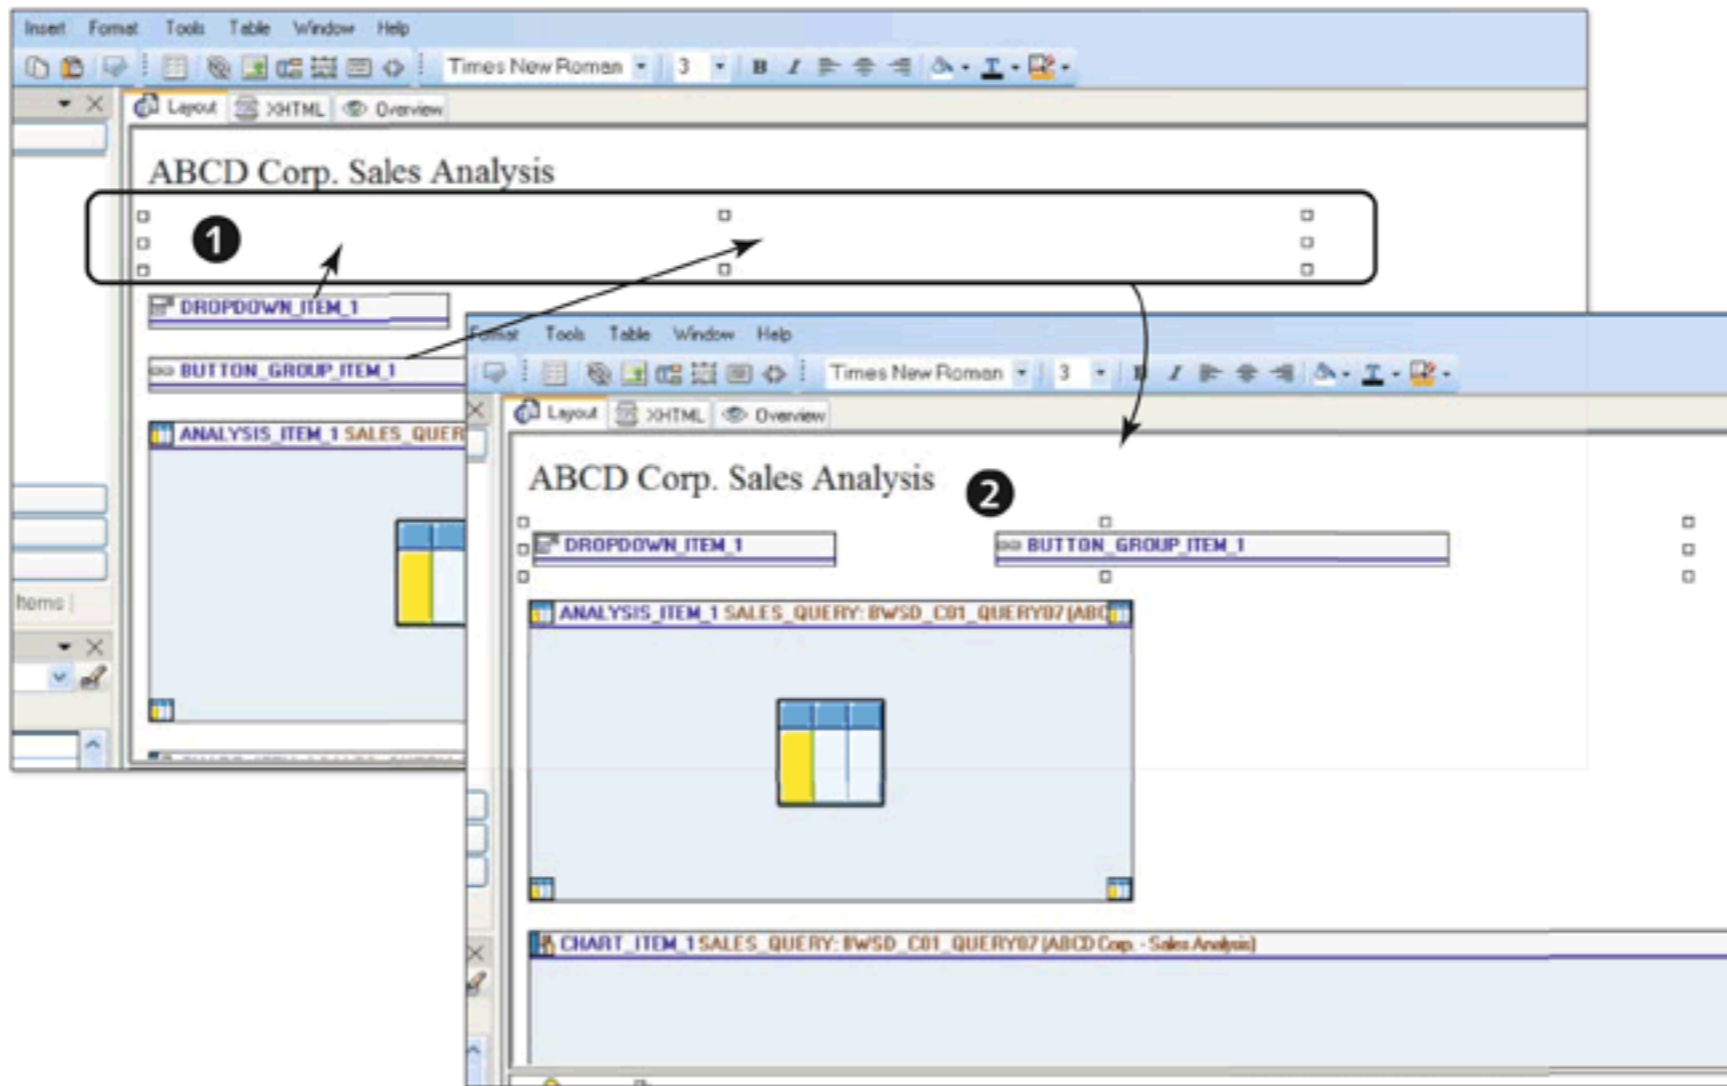 Insert Format Tools Table Window Help
Times New Roman 3 B I
Layout XHTML Overview
ABCD Corp. Sales Analysis
1
DROPDOWN_ITEM_1
BUTTON_GROUP_ITEM_1
ANALYSIS_ITEM_1 SALES_QUER
Items
Format Tools Table Window Help
Times New Roman 3 B I
Layout XHTML Overview
ABCD Corp. Sales Analysis
2
DROPDOWN_ITEM_1 BUTTON_GROUP_ITEM_1
ANALYSIS_ITEM_1 SALES_QUERY: BWSD_C01_QUERY07 (ABC
CHART_ITEM_1 SALES_QUERY: BWSD_C01_QUERY07 (ABCD Corp. - Sales Analysis)